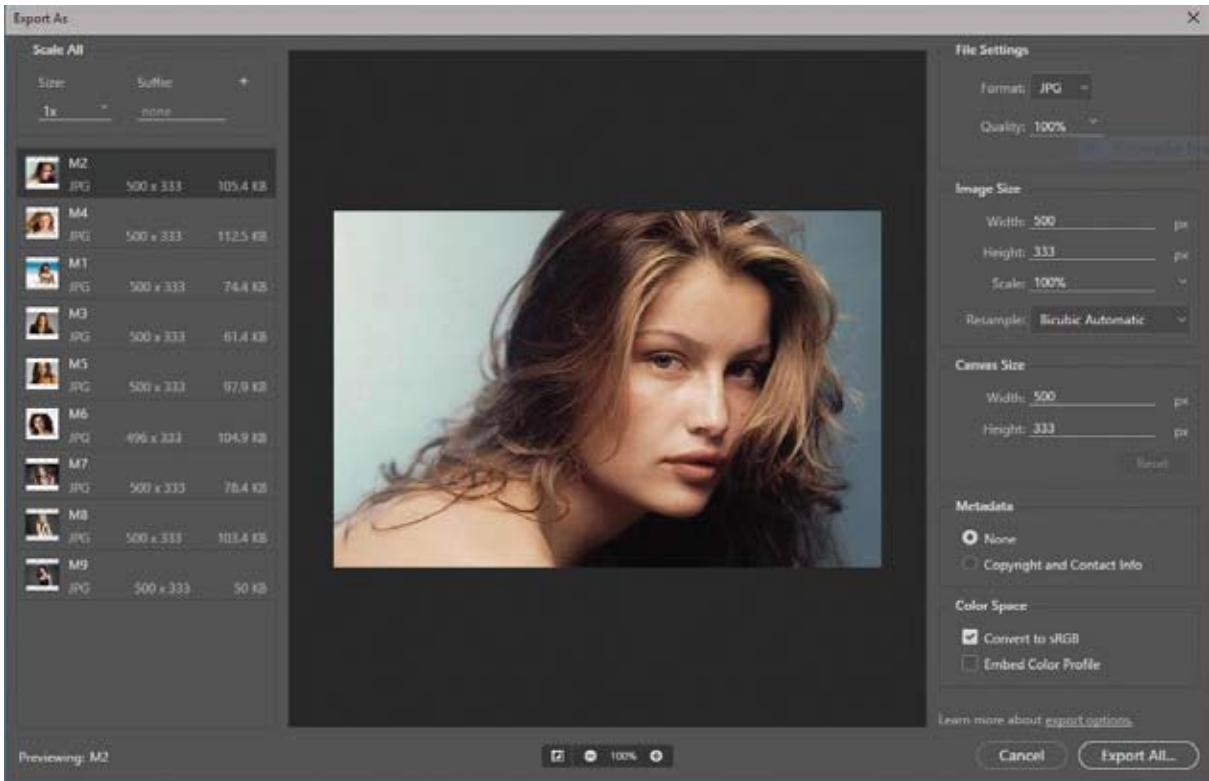 Export As
Scale All
Size:
Suffix:
+
1x
none
M2
JPG 500 x 333 105.4 KB
M4
JPG 500 x 333 112.5 KB
M1
JPG 500 x 333 74.4 KB
M3
JPG 500 x 333 61.4 KB
M5
JPG 500 x 333 97.9 KB
M6
JPG 496 x 333 104.9 KB
M7
JPG 500 x 333 78.4 KB
M8
JPG 500 x 333 103.4 KB
M9
JPG 500 x 333 50 KB
Previewing: M2
100%
File Settings
Format: JPG
Quality: 100%
Image Size
Width: 500 px
Height: 333 px
Scale: 100%
Resample: Bicubic Automatic
Canvas Size
Width: 500 px
Height: 333 px
Reset
Metadata
None
Copyright and Contact Info
Color Space
Convert to sRGB
Embed Color Profile
Learn more about export options.
Cancel
Export All...